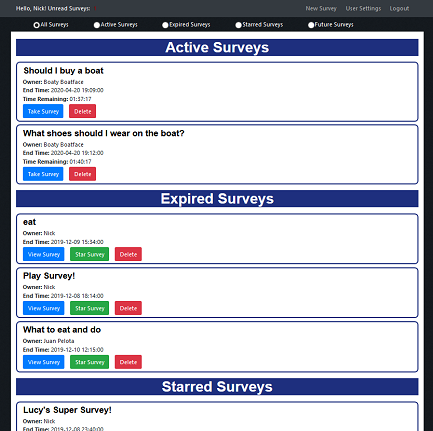 Hello, Nick! Unread Surveys: New Survey User Settings Logout
All Surveys Active Surveys Expired Surveys Starred Surveys Future Surveys
Active Surveys
Should I buy a boat
Owner: Boaty Boatface
End Time: 2020-04-20 19:09:00
Time Remaining: 01:37:17
Take Survey Delete
What shoes should I wear on the boat?
Owner: Boaty Boatface
End Time: 2020-04-20 19:12:00
Time Remaining: 01:40:17
Take Survey Delete
Expired Surveys
eat
Owner: Nick
End Time: 2019-12-09 15:34:00
View Survey Star Survey Delete
Play Survey!
Owner: Nick
End Time: 2019-12-08 18:14:00
View Survey Star Survey Delete
What to eat and do
Owner: Juan Pelota
End Time: 2019-12-10 12:15:00
View Survey Star Survey Delete
Starred Surveys
Lucy's Super Survey!
Owner: Nick
End Time: 2019-12-08 23:40:00